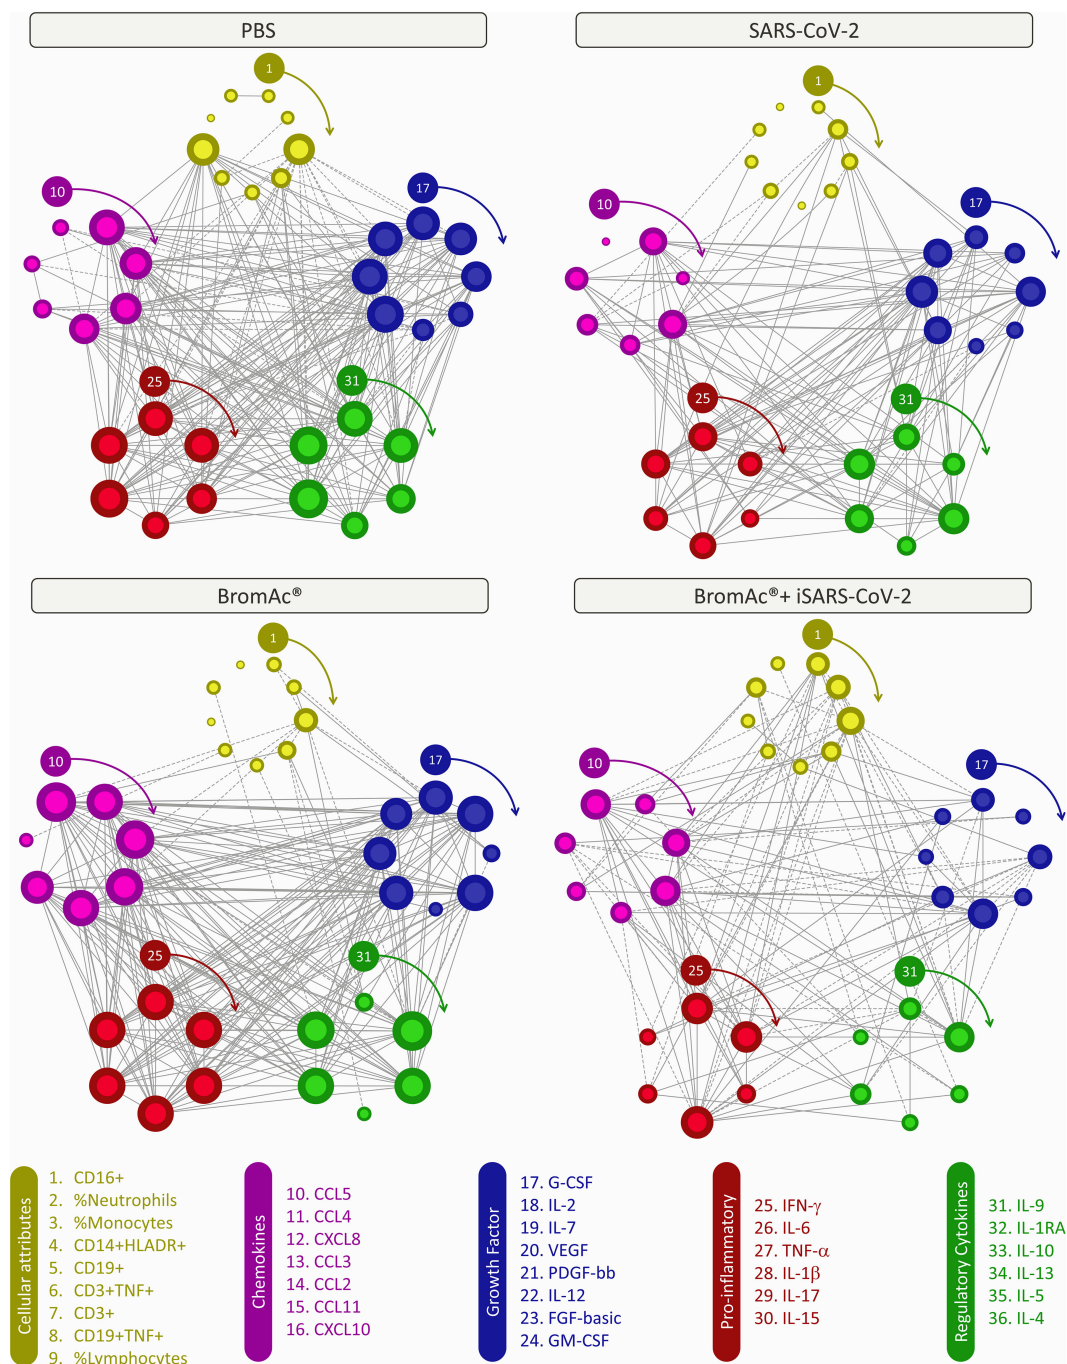 PBS
SARS-CoV-2
1
1
10
17
10
17
25
31
25
31
BromAc®
BromAc®+ iSARS-CoV-2
1
1
10
17
10
17
25
31
25
31
Cellular attributes
1. CD16+
2. %Neutrophils
3. %Monocytes
4. CD14+HLADR+
5. CD19+
6. CD3+TNF+
7. CD3+
8. CD19+TNF+
9. %Lymphocytes
Chemokines
10. CCL5
11. CCL4
12. CXCL8
13. CCL3
14. CCL2
15. CCL11
16. CXCL10
Growth Factor
17. G-CSF
18. IL-2
19. IL-7
20. VEGF
21. PDGF-bb
22. IL-12
23. FGF-basic
24. GM-CSF
Pro-inflammatory
25. IFN-γ
26. IL-6
27. TNF-α
28. IL-1β
29. IL-17
30. IL-15
Regulatory Cytokines
31. IL-9
32. IL-1RA
33. IL-10
34. IL-13
35. IL-5
36. IL-4